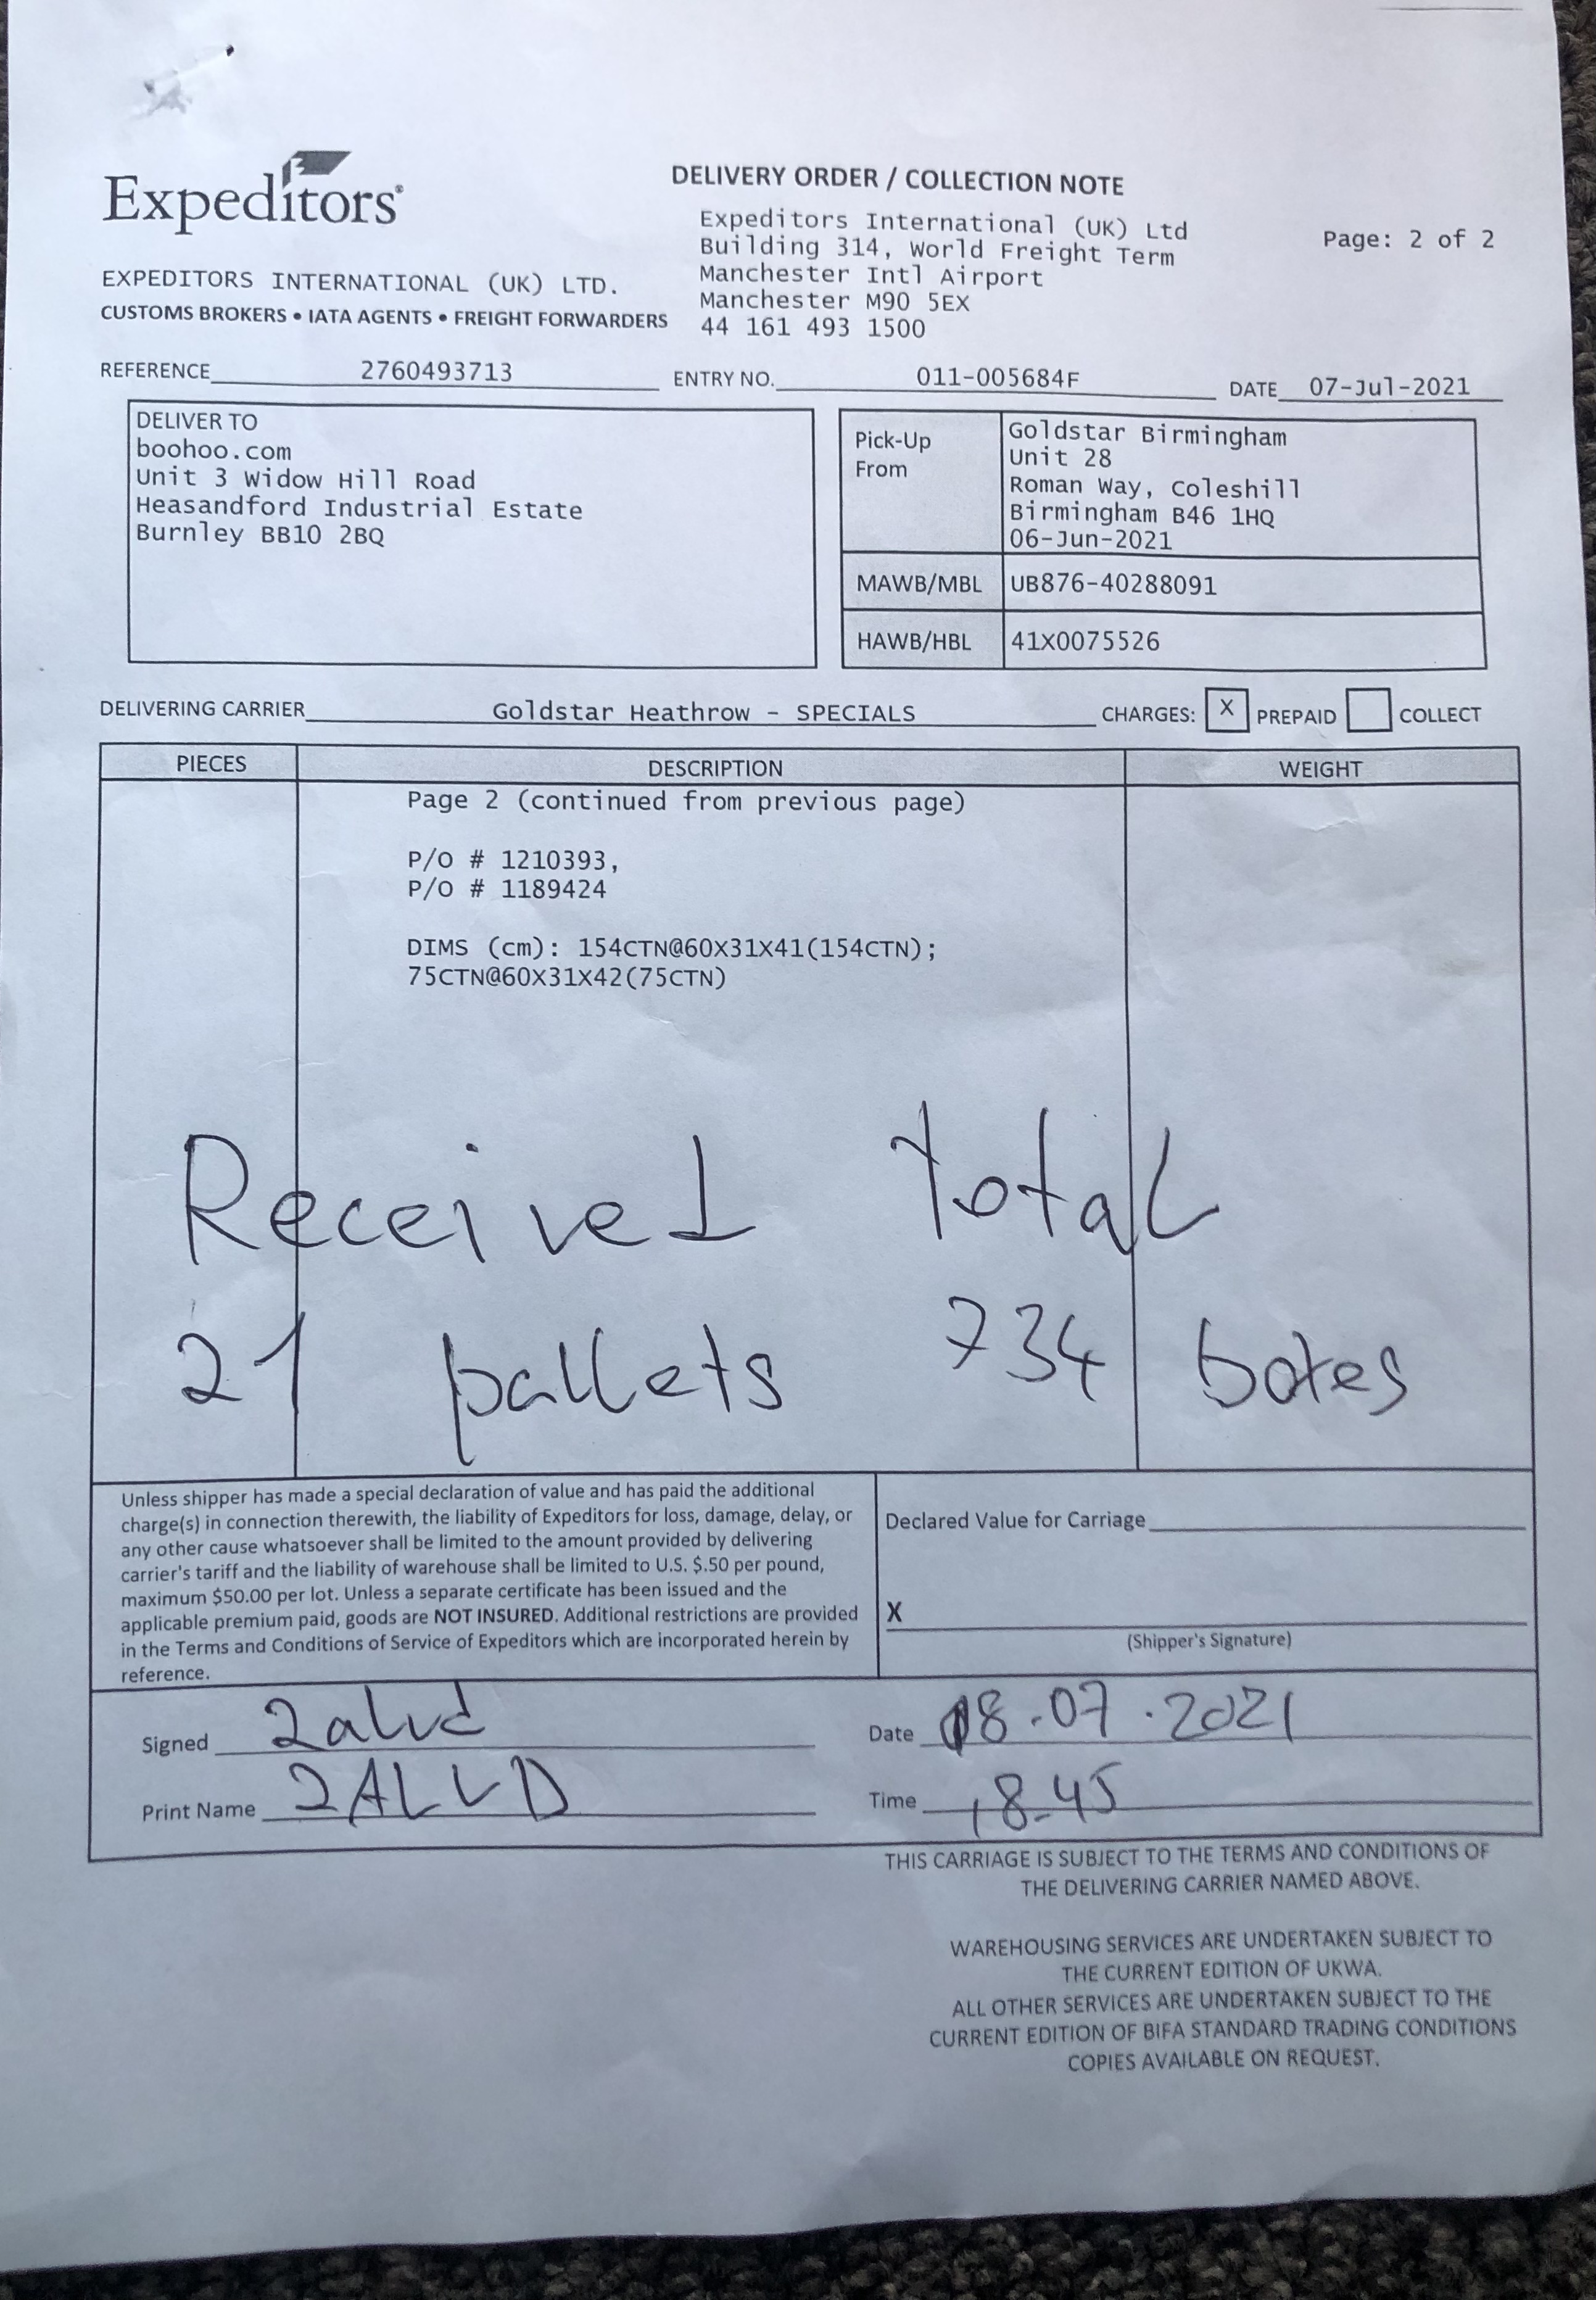 Expeditors®
EXPEDITORS INTERNATIONAL (UK) LTD.
CUSTOMS BROKERS • IATA AGENTS • FREIGHT FORWARDERS
DELIVERY ORDER / COLLECTION NOTE
Expeditors International (UK) Ltd
Building 314, World Freight Term
Manchester Intl Airport
Manchester M90 5EX
44 161 493 1500
Page: 2 of 2
REFERENCE 2760493713
ENTRY NO. 011-005684F
DATE 07-Jul-2021
DELIVER TO
boohoo.com
Unit 3 Widow Hill Road
Heasandford Industrial Estate
Burnley BB10 2BQ
Pick-Up
From
Goldstar Birmingham
Unit 28
Roman Way, Coleshill
Birmingham B46 1HQ
06-Jun-2021
MAWB/MBL UB876-40288091
HAWB/HBL 41X0075526
DELIVERING CARRIER Goldstar Heathrow - SPECIALS
CHARGES: X PREPAID COLLECT
PIECES DESCRIPTION WEIGHT
Page 2 (continued from previous page)
P/O # 1210393,
P/O # 1189424
DIMS (cm): 154CTN@60X31X41(154CTN);
75CTN@60X31X42(75CTN)
Received total
21 pallets 734 boxes
Unless shipper has made a special declaration of value and has paid the additional
charge(s) in connection therewith, the liability of Expeditors for loss, damage, delay, or
any other cause whatsoever shall be limited to the amount provided by delivering
carrier's tariff and the liability of warehouse shall be limited to U.S. $.50 per pound,
maximum $50.00 per lot. Unless a separate certificate has been issued and the
applicable premium paid, goods are NOT INSURED. Additional restrictions are provided
in the Terms and Conditions of Service of Expeditors which are incorporated herein by
reference.
Declared Value for Carriage
X
(Shipper's Signature)
Signed
Print Name
Date 08.07.2021
Time 18-45
THIS CARRIAGE IS SUBJECT TO THE TERMS AND CONDITIONS OF
THE DELIVERING CARRIER NAMED ABOVE.
WAREHOUSING SERVICES ARE UNDERTAKEN SUBJECT TO
THE CURRENT EDITION OF UKWA.
ALL OTHER SERVICES ARE UNDERTAKEN SUBJECT TO THE
CURRENT EDITION OF BIFA STANDARD TRADING CONDITIONS
COPIES AVAILABLE ON REQUEST.